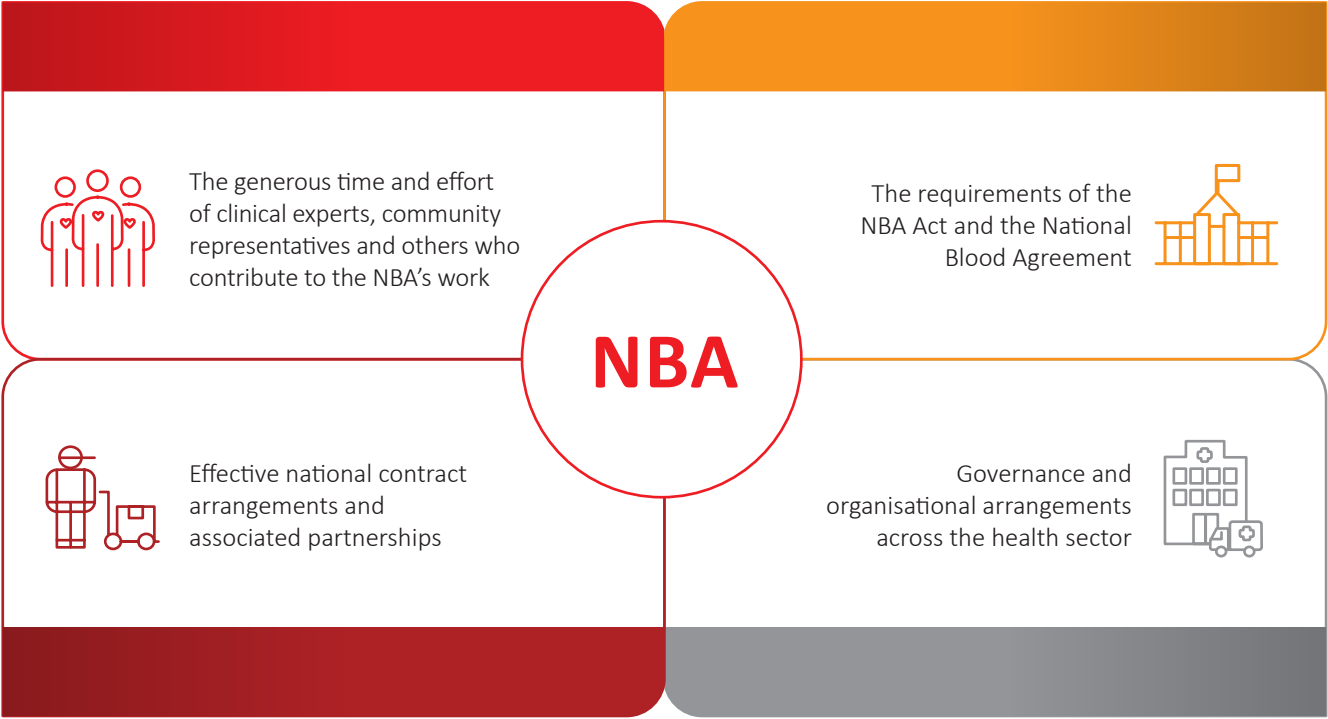 The generous time and effort
of clinical experts, community
representatives and others who
contribute to the NBA's work
The requirements of the
NBA Act and the National
Blood Agreement
NBA
Effective national contract
arrangements and
associated partnerships
Governance and
organisational arrangements
across the health sector